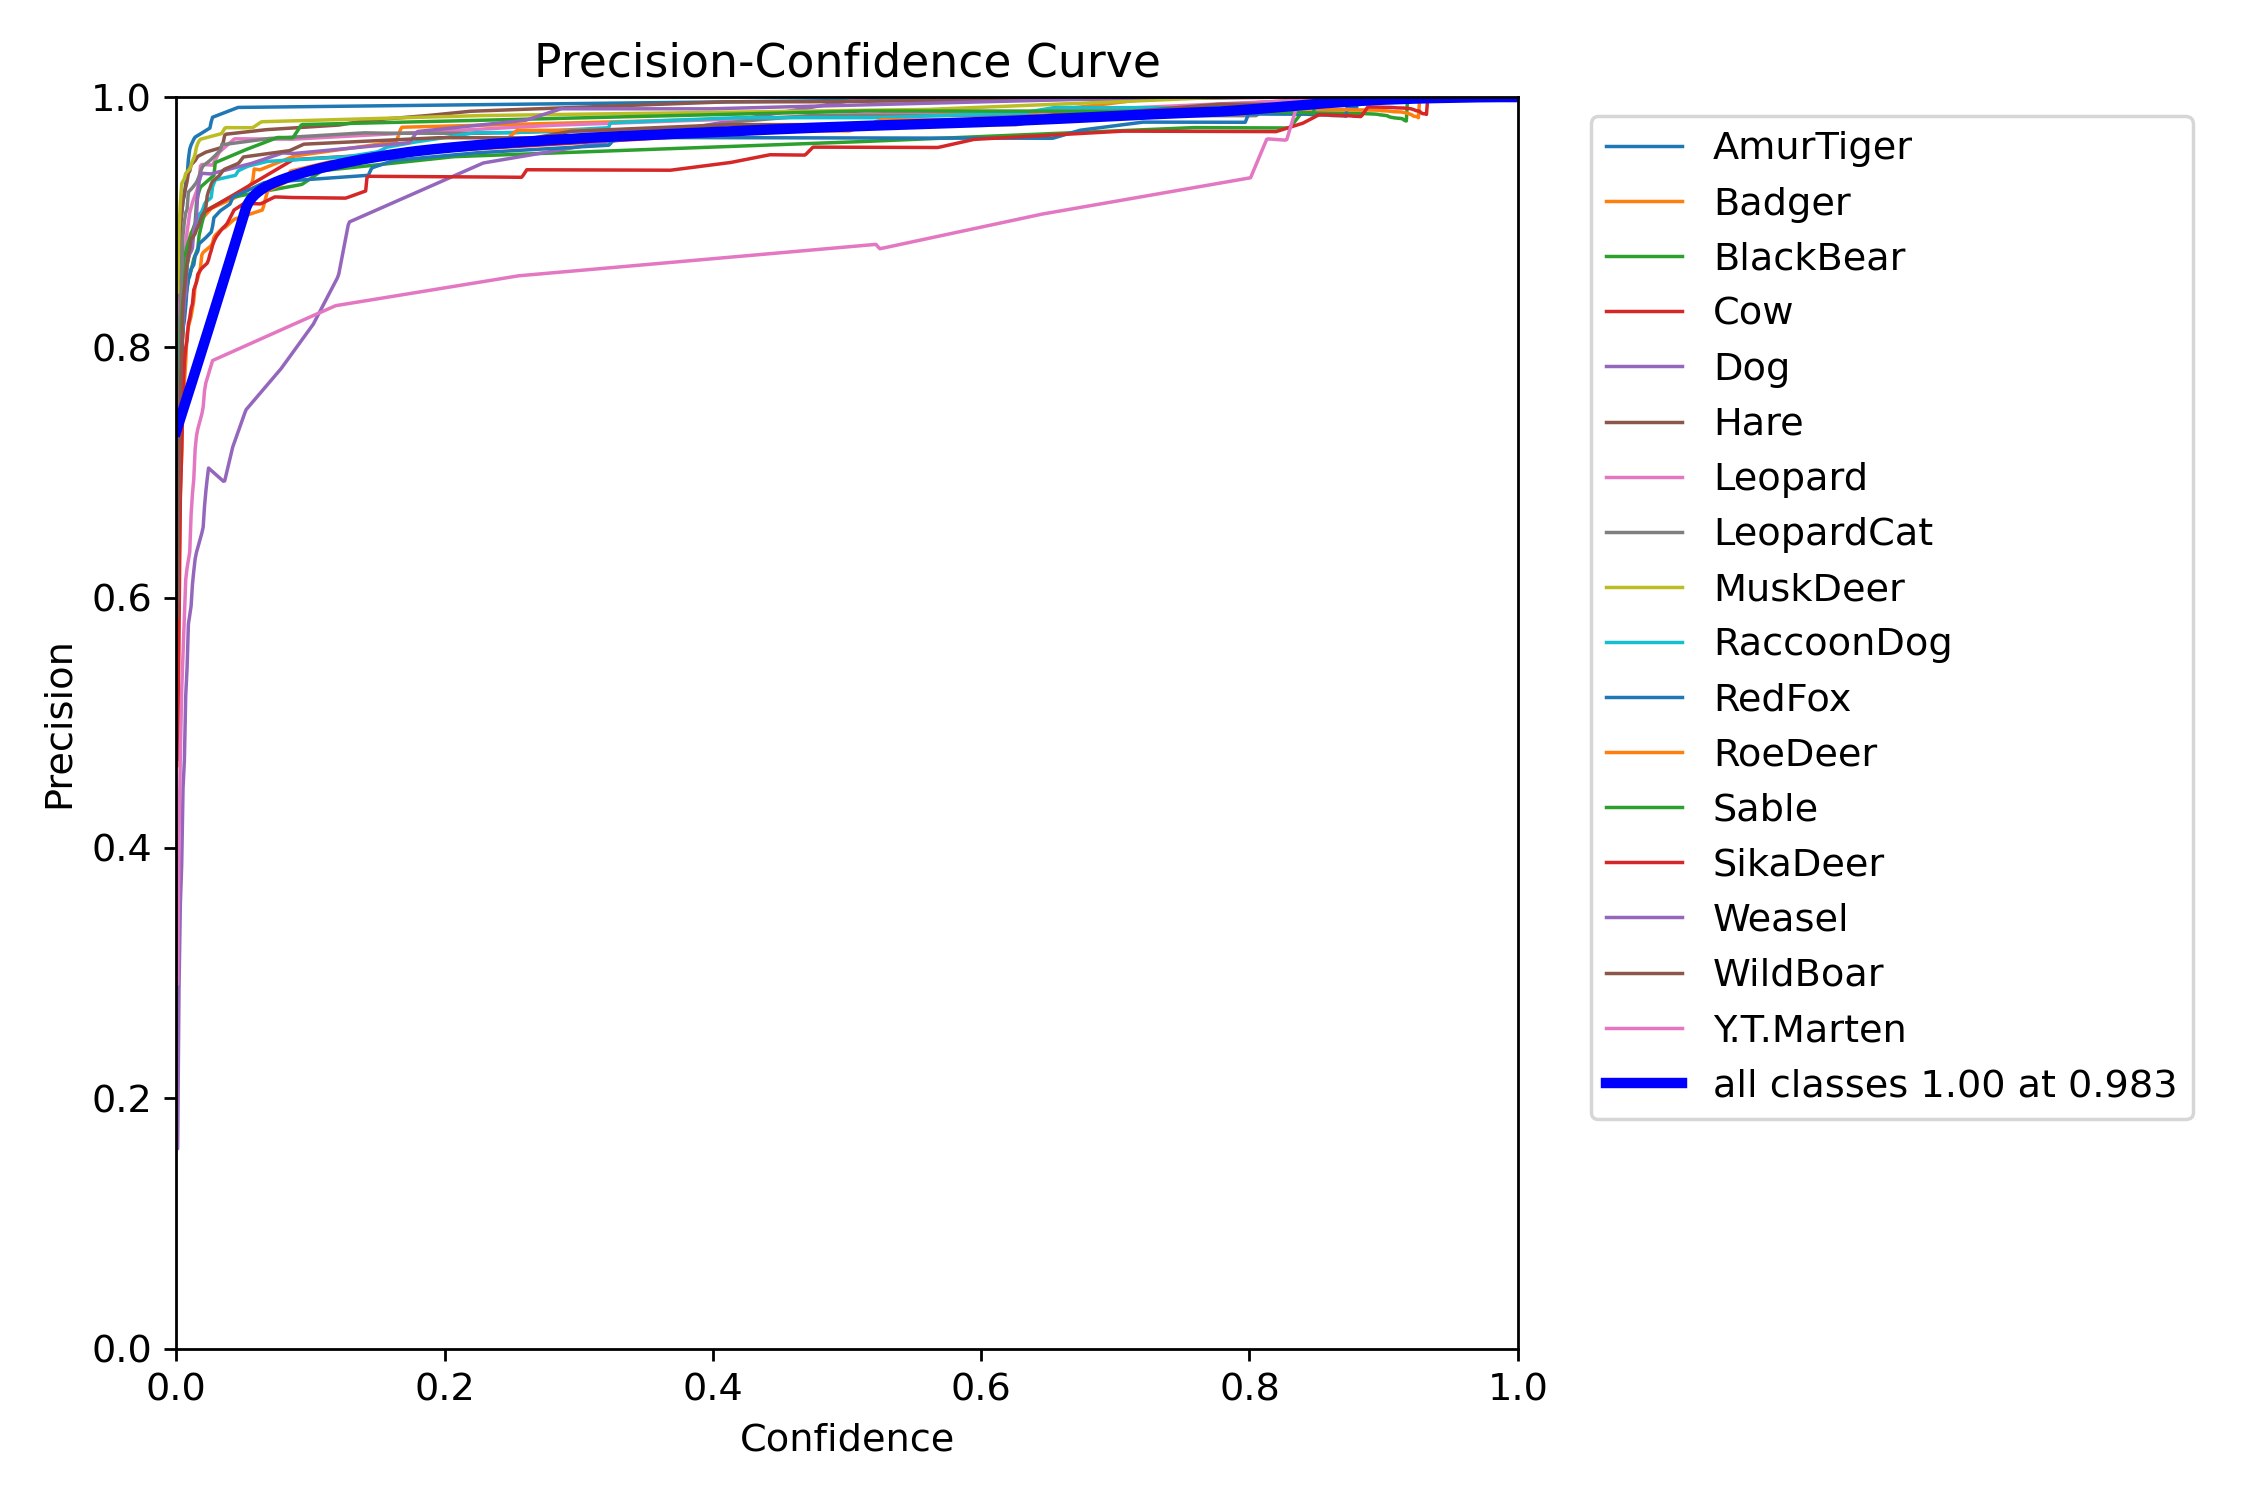 Precision-Confidence Curve
1.0
0.8
0.6
0.4
0.2
0.0
Precision
0.0 0.2 0.4 0.6 0.8 1.0
Confidence
AmurTiger
Badger
BlackBear
Cow
Dog
Hare
Leopard
LeopardCat
MuskDeer
RaccoonDog
RedFox
RoeDeer
Sable
SikaDeer
Weasel
WildBoar
Y.T.Marten
all classes 1.00 at 0.983